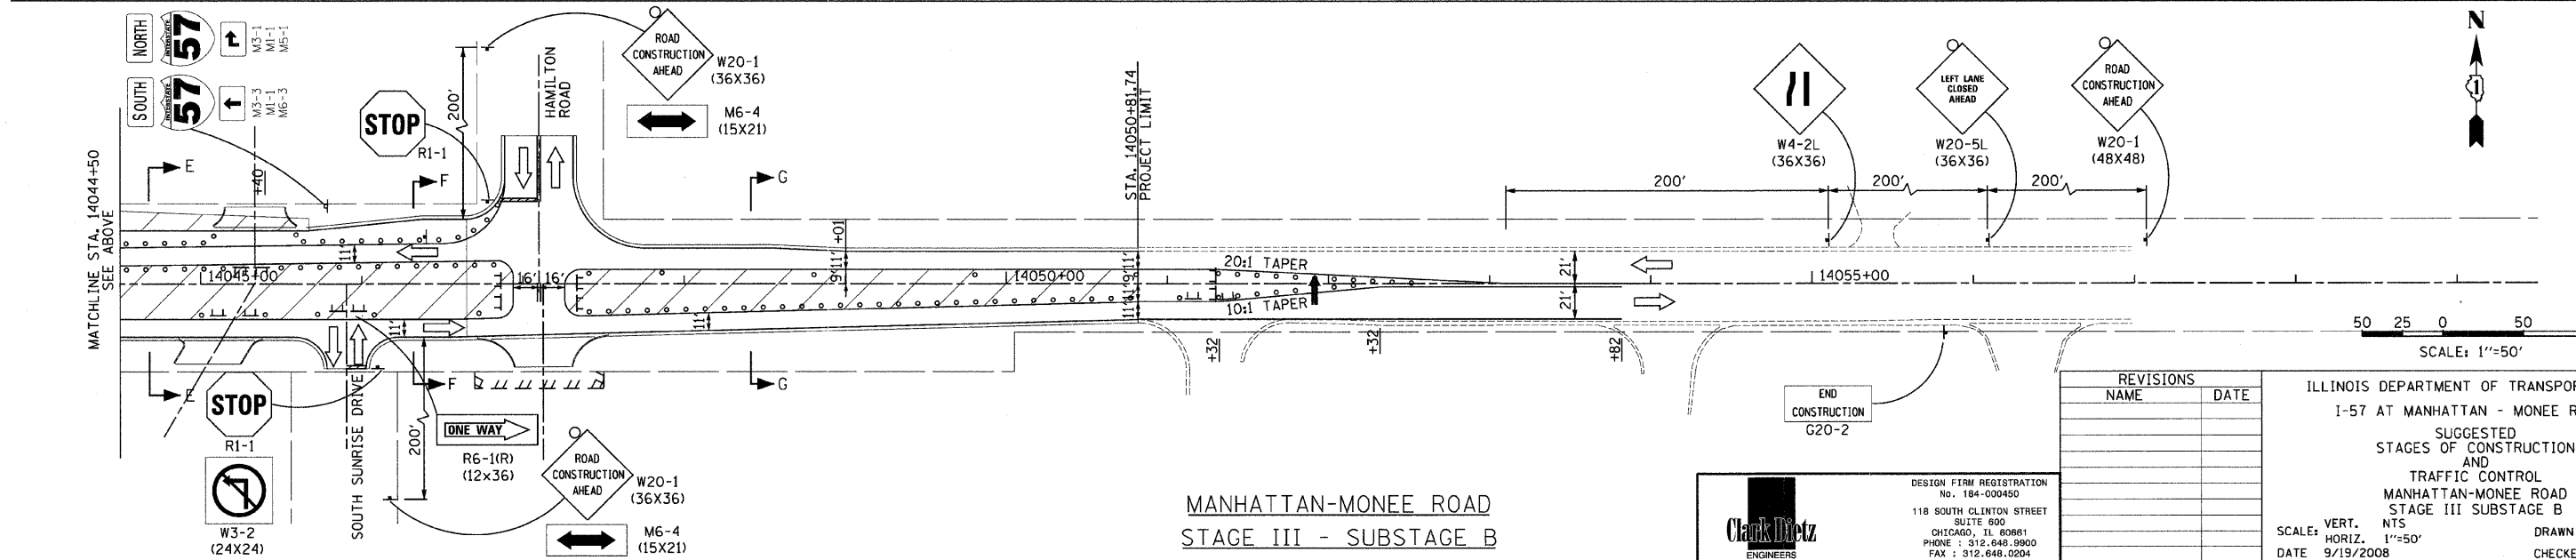 NORTH
INTERSTATE
57
M3-1
M1-1
M5-1
SOUTH
INTERSTATE
57
M3-3
M1-1
M6-3
MATCHLINE STA. 14044+50
SEE ABOVE
E
+40
STOP
R1-1
F
200'
HAMILTON
ROAD
ROAD
CONSTRUCTION
AHEAD
W20-1
(36X36)
M6-4
(15X21)
G
+01
11'
9'
STA. 14050+81.74
PROJECT LIMIT
W4-2L
(36X36)
LEFT LANE
CLOSED
AHEAD
W20-5L
(36X36)
ROAD
CONSTRUCTION
AHEAD
W20-1
(48X48)
200'
200'
200'
N
1
11'
14045+00
16'
16'
14050+00
11'
9'
20:1 TAPER
10:1 TAPER
21'
21'
14055+00
11'
11'
+32
+32
+82
50 25 0 50
SCALE: 1"=50'
E
F
G
STOP
R1-1
W3-2
(24X24)
SOUTH SUNRISE DRIVE
200'
ONE WAY
R6-1(R)
(12x36)
ROAD
CONSTRUCTION
AHEAD
W20-1
(36X36)
M6-4
(15X21)
END
CONSTRUCTION
G20-2
MANHATTAN-MONEE ROAD
STAGE III - SUBSTAGE B
Clark Dietz
ENGINEERS
DESIGN FIRM REGISTRATION
No. 184-000450
118 SOUTH CLINTON STREET
SUITE 600
CHICAGO, IL 60661
PHONE : 312.648.9900
FAX : 312.648.0204
REVISIONS
NAME DATE
ILLINOIS DEPARTMENT OF TRANSPOR
I-57 AT MANHATTAN - MONEE R
SUGGESTED
STAGES OF CONSTRUCTION
AND
TRAFFIC CONTROL
MANHATTAN-MONEE ROAD
STAGE III SUBSTAGE B
SCALE: VERT. NTS
HORIZ. 1"=50'
DRAWN
DATE 9/19/2008
CHECKE